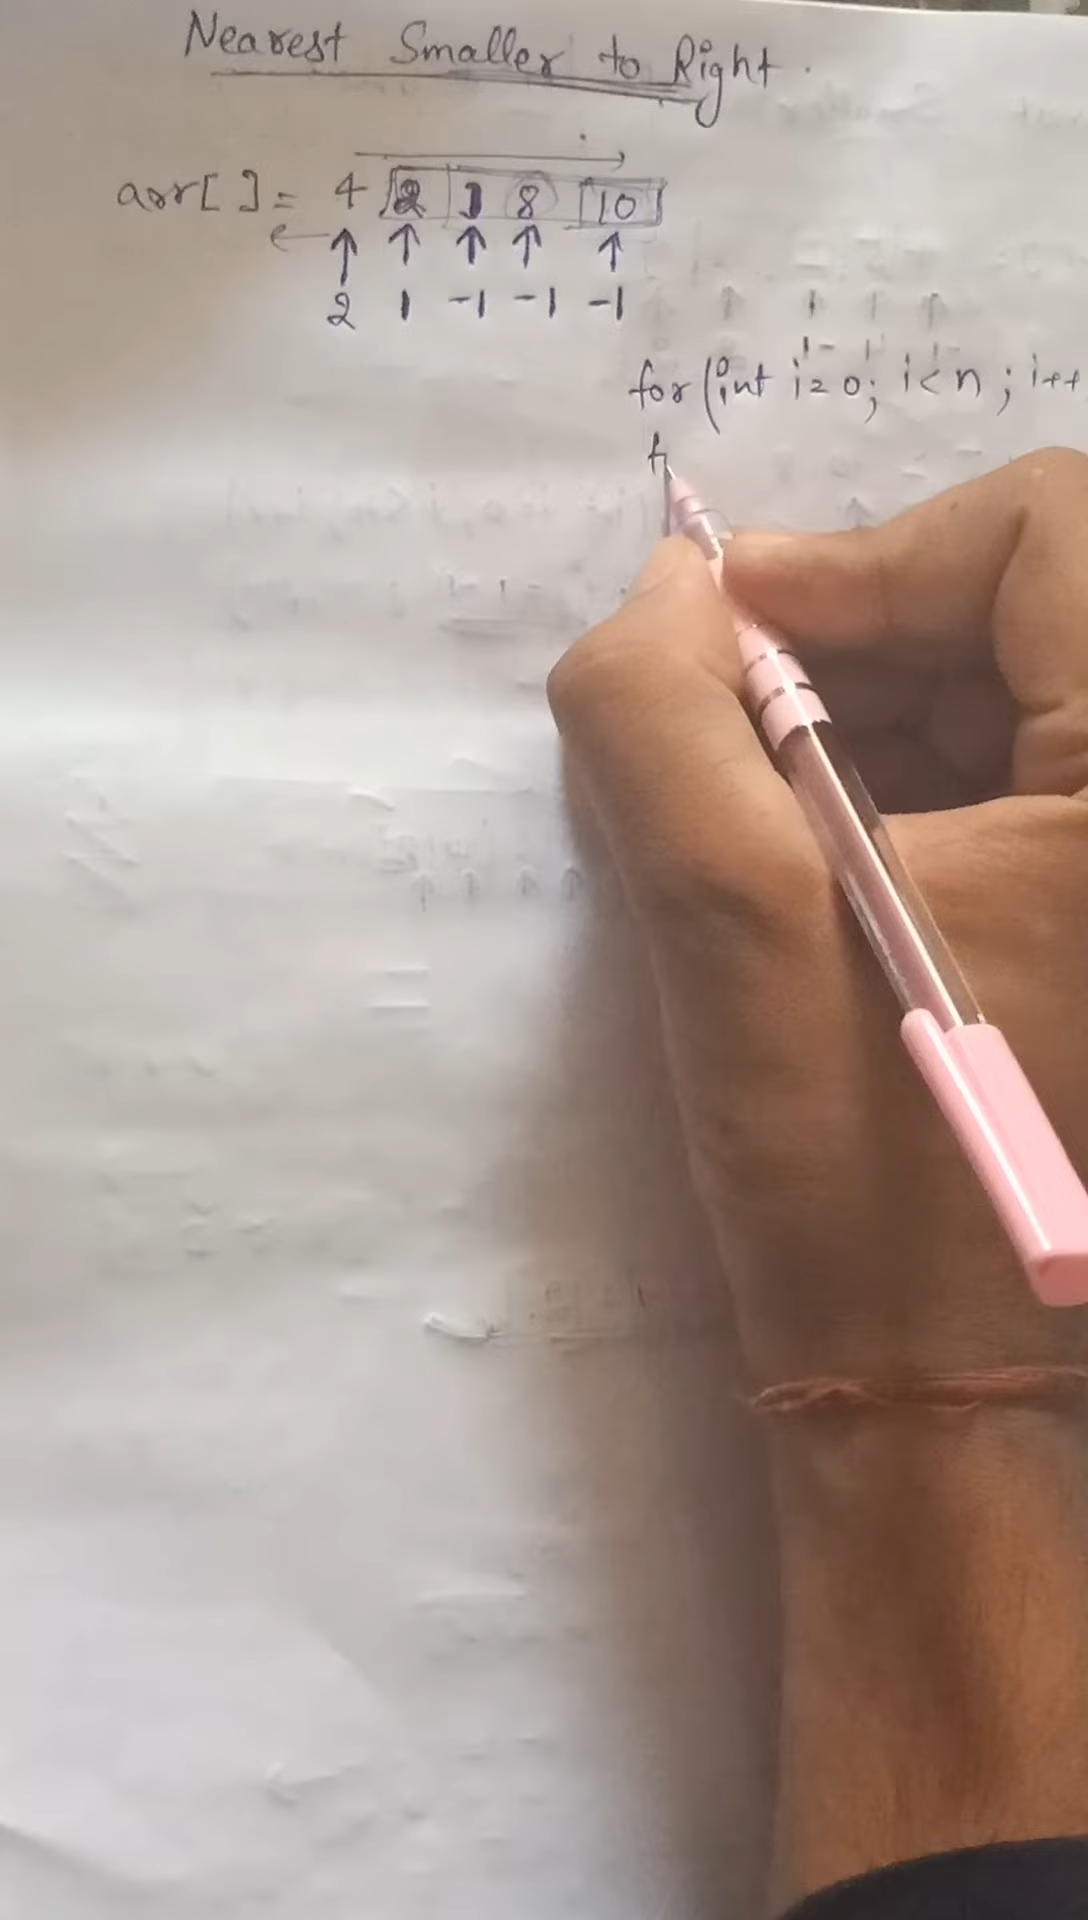 Nearest Smaller to Right.
arr[ ] = 4 2 1 8 10
2 1 -1 -1 -1
for (int i=0; i<n; i++
f